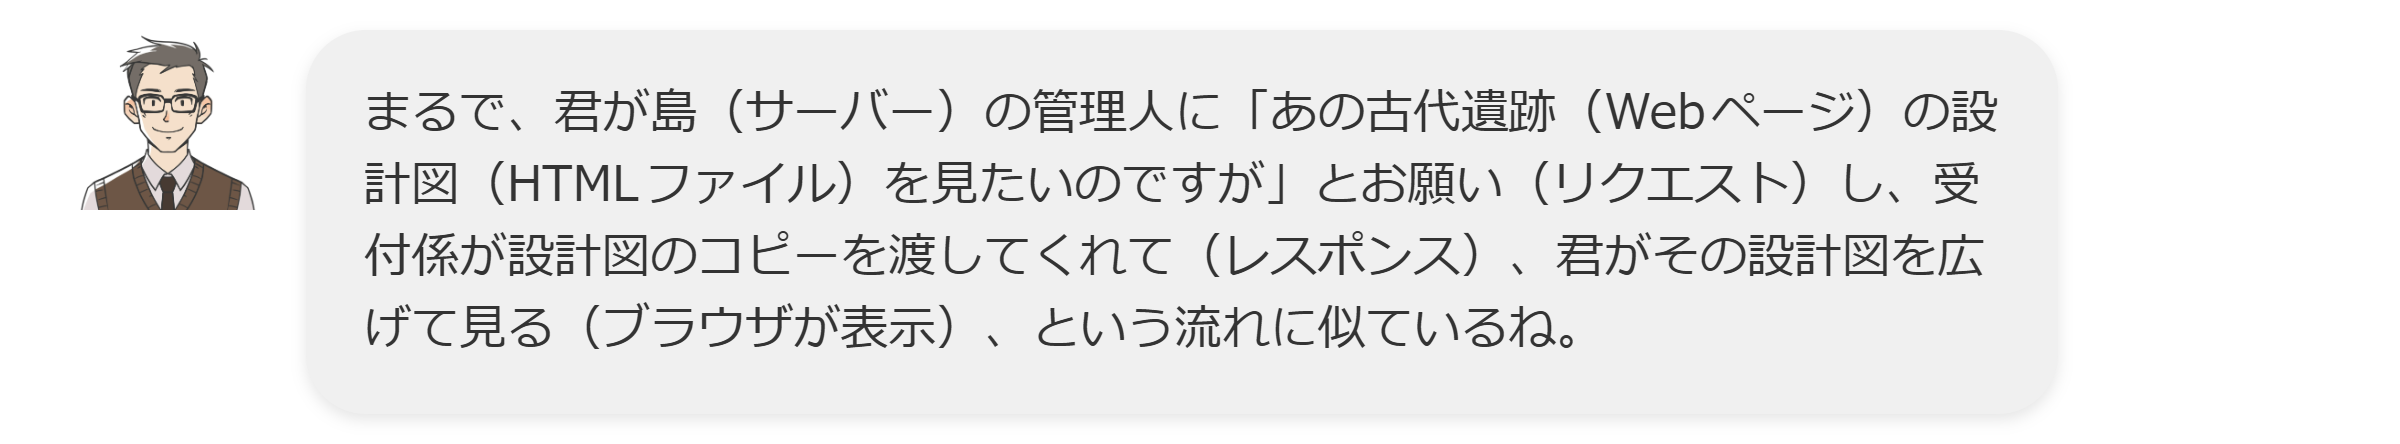 まるで、君が島（サーバー）の管理人に「あの古代遺跡（Webページ）の設
計図（HTMLファイル）を見たいのですが」とお願い（リクエスト）し、受
付係が設計図のコピーを渡してくれて（レスポンス）、君がその設計図を広
げて見る（ブラウザが表示）、という流れに似ているね。